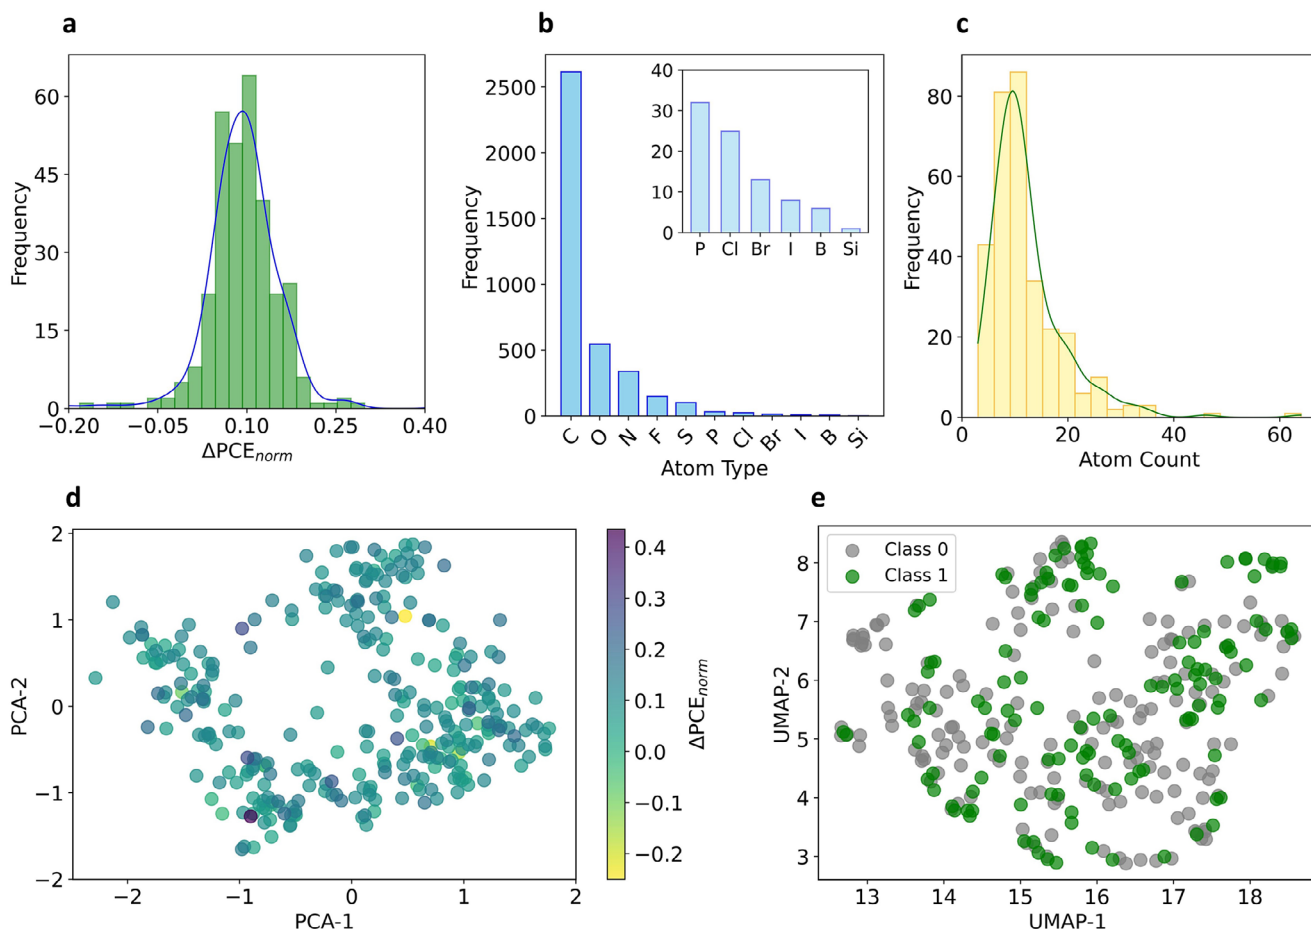 a
Frequency
60
45
30
15
0
−0.20
−0.05
0.10
0.25
0.40
ΔPCEnorm
b
Frequency
2500
2000
1500
1000
500
0
C
O
N
F
S
P
Cl
Br
I
B
Si
Atom Type
40
30
20
10
0
P
Cl
Br
I
B
Si
c
Frequency
80
60
40
20
0
0
20
40
60
Atom Count
d
PCA-2
2
1
0
−1
−2
−2
−1
0
1
2
PCA-1
0.4
0.3
0.2
0.1
0.0
−0.1
−0.2
ΔPCEnorm
e
Class 0
Class 1
UMAP-2
8
7
6
5
4
3
13
14
15
16
17
18
UMAP-1